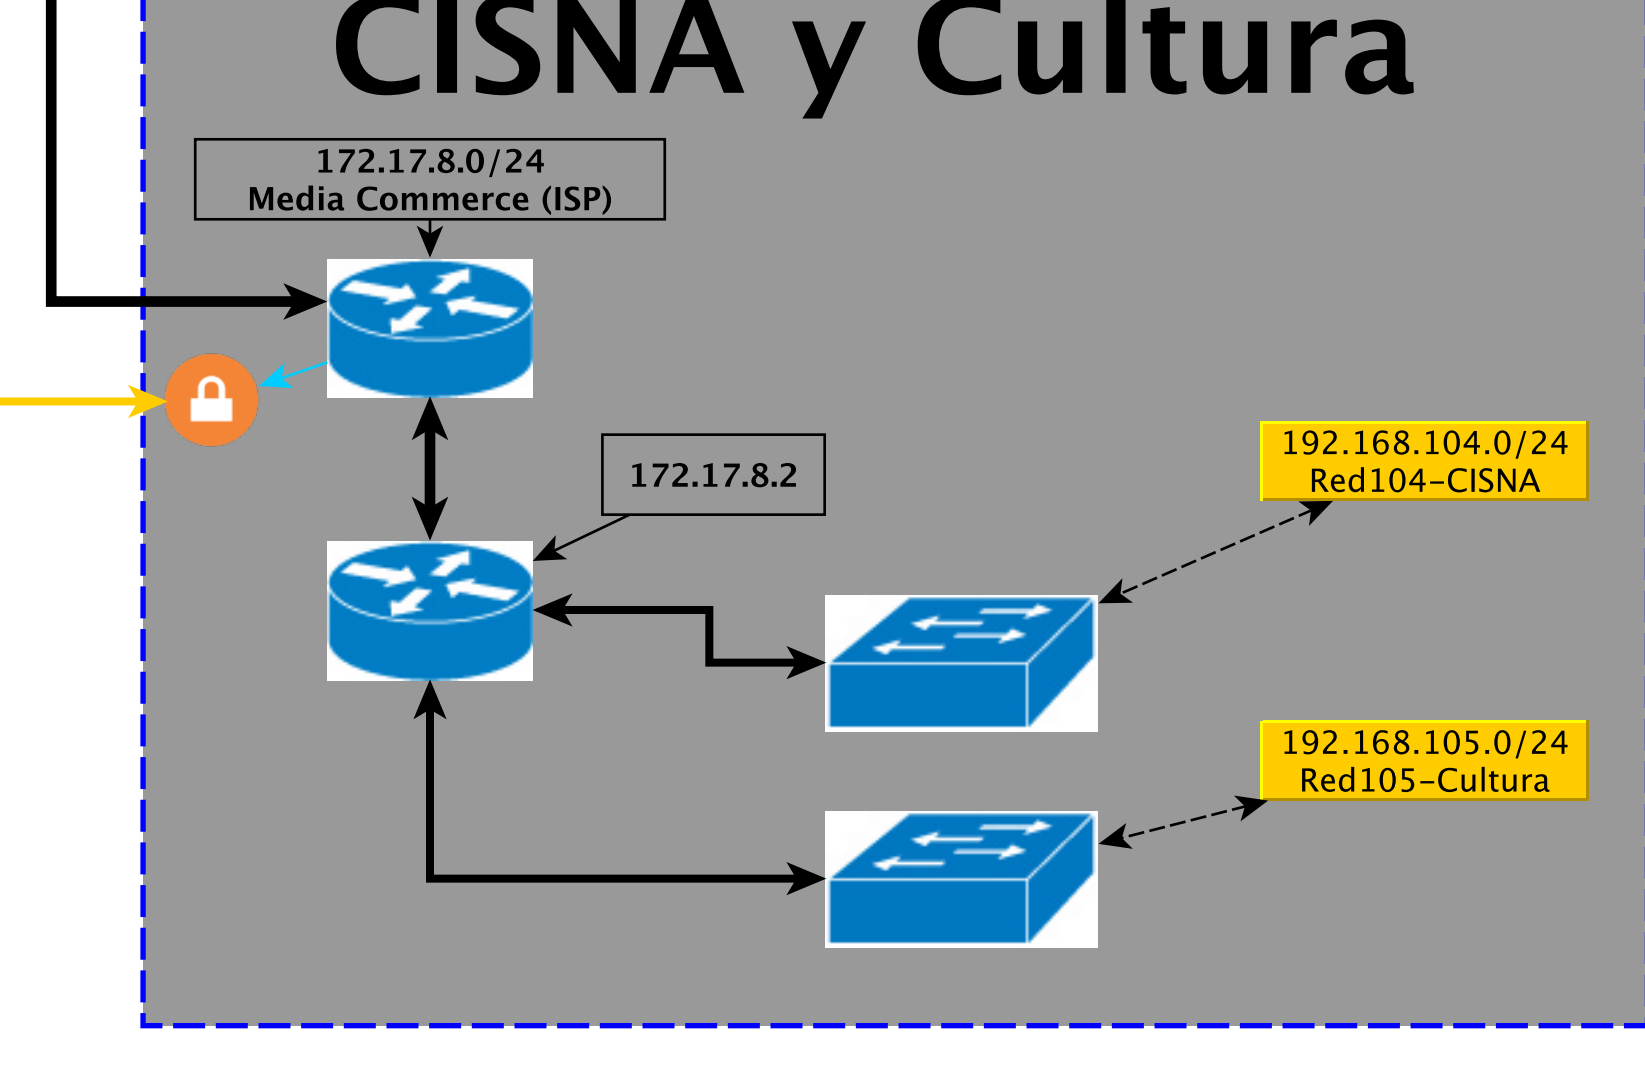 CISNA y Cultura
172.17.8.0/24
Media Commerce (ISP)
172.17.8.2
192.168.104.0/24
Red104-CISNA
192.168.105.0/24
Red105-Cultura